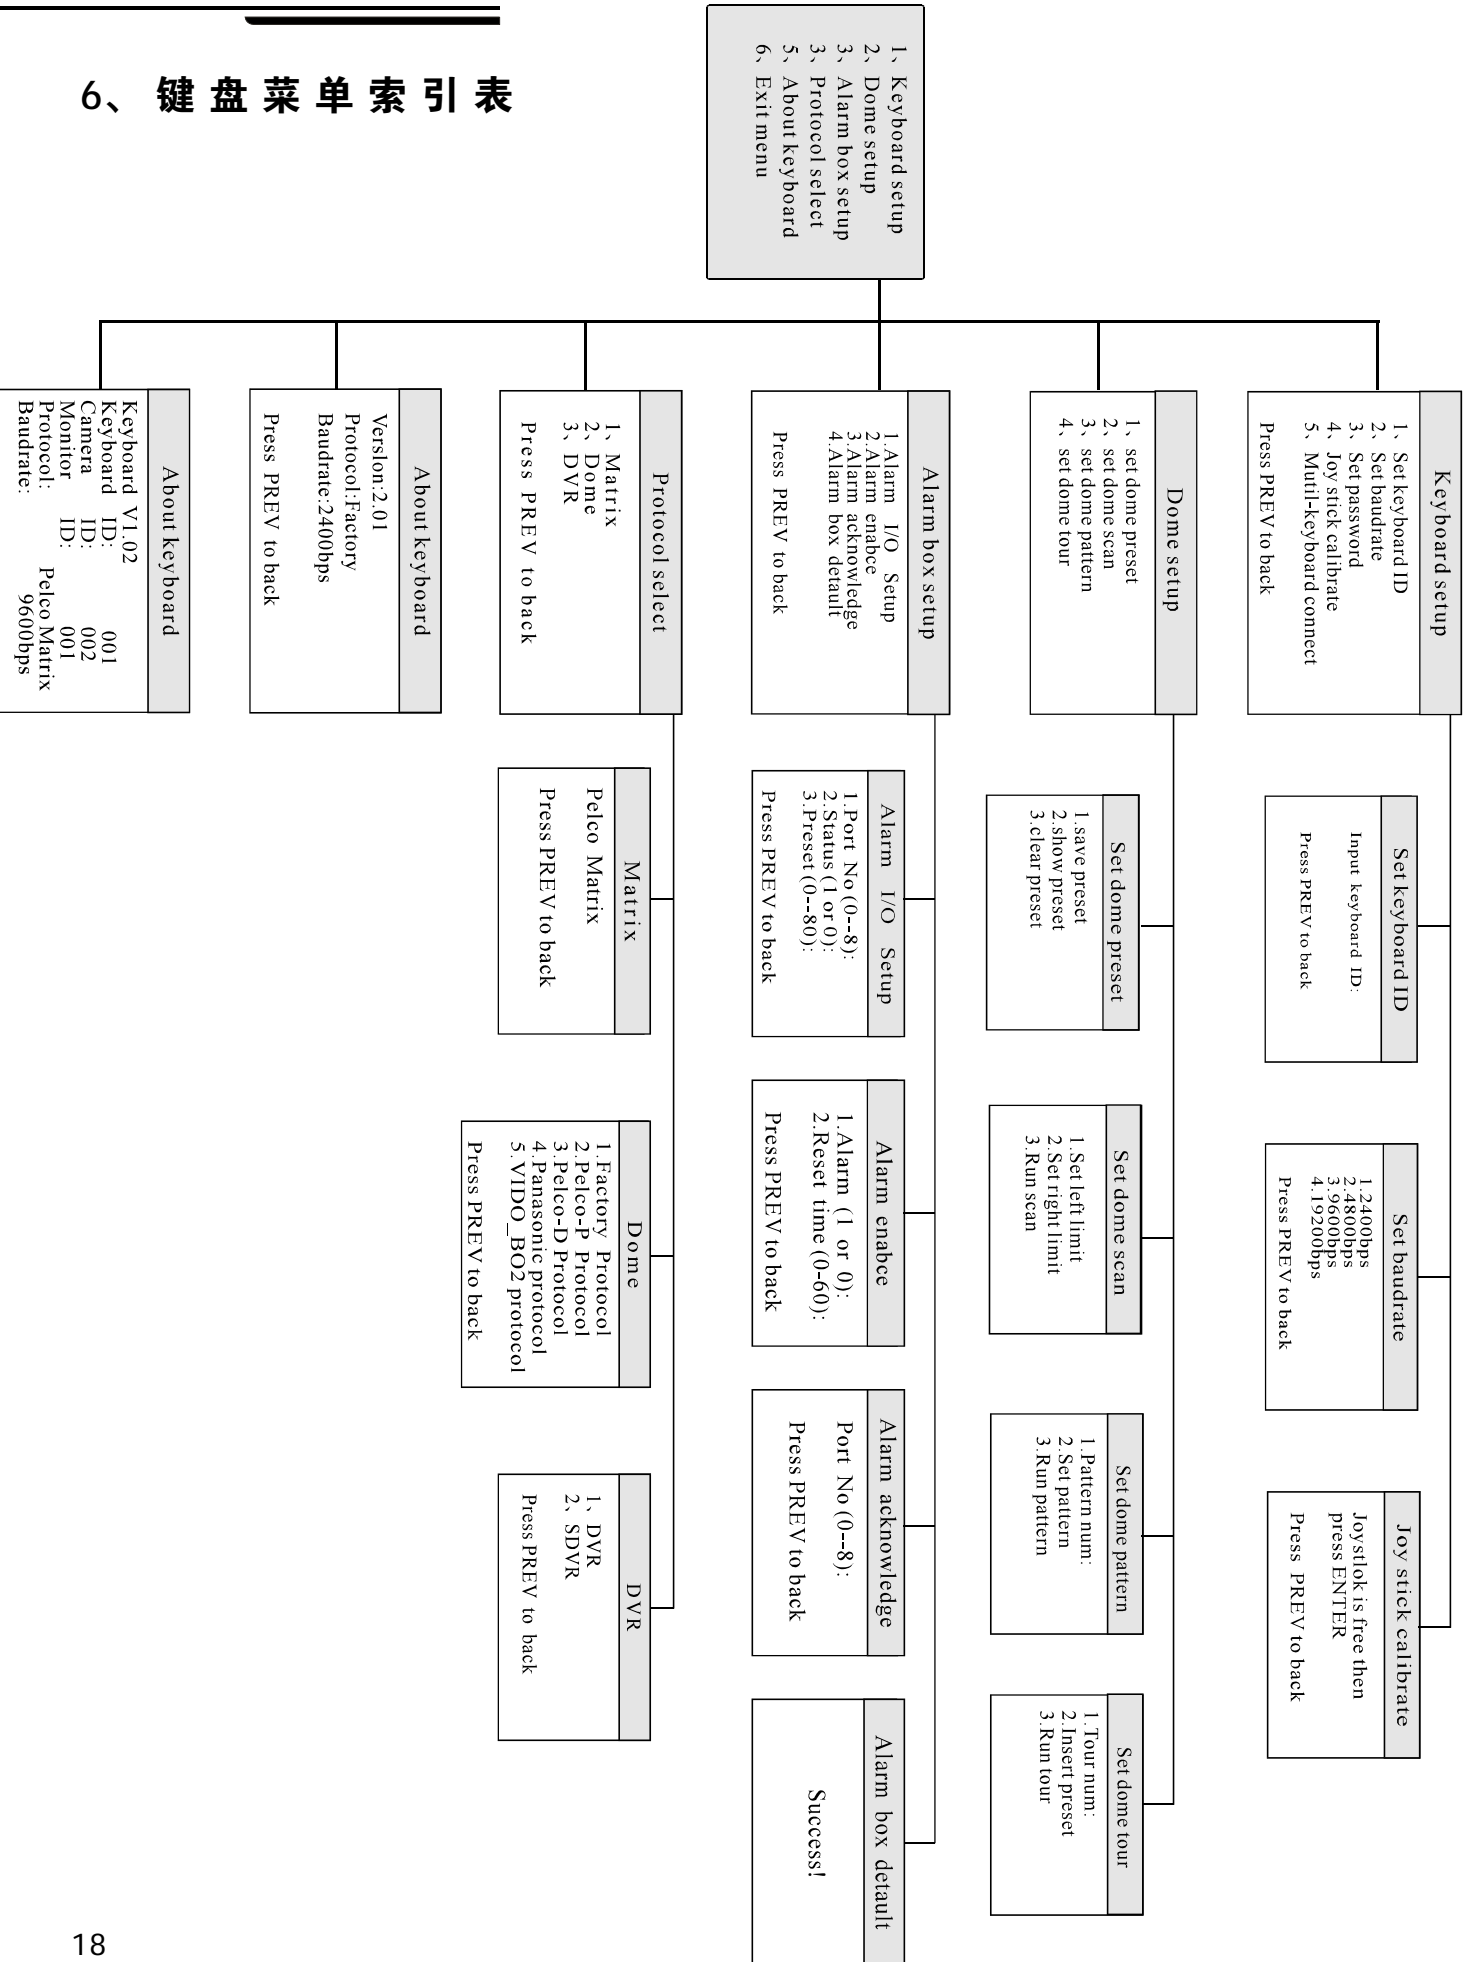 6、键盘菜单索引表
1、Keyboard setup
2、Dome setup
3、Alarm box setup
3、Protocol select
5、About keyboard
6、Exit menu
Keyboard setup
1、Set keyboard ID
2、Set baudrate
3、Set password
4、Joy stick calibrate
5、Mutil-keyboard connect
Press PREV to back
Set keyboard ID
Input keyboard ID:
Press PREV to back
Set baudrate
1.2400bps
2.4800bps
3.9600bps
4.19200bps
Press PREV to back
Joy stick calibrate
Joystlok is free then
press ENTER
Press PREV to back
Dome setup
1、set dome preset
2、set dome scan
3、set dome pattern
4、set dome tour
Set dome preset
1.save preset
2.show preset
3.clear preset
Set dome scan
1.Set left limit
2.Set right limit
3.Run scan
Set dome pattern
1.Pattern num:
2.Set pattern
3.Run pattern
Set dome tour
1.Tour num:
2.Insert preset
3.Run tour
Alarm box setup
1.Alarm I/O Setup
2.Alarm enabce
3.Alarm acknowledge
4.Alarm box detault
Press PREV to back
Alarm I/O Setup
1.Port No(0--8):
2.Status(1 or 0):
3.Preset(0--80):
Press PREV to back
Alarm enabce
1.Alarm (1 or 0):
2.Reset time(0-60):
Press PREV to back
Alarm acknowledge
Port No(0--8):
Press PREV to back
Alarm box detault
Success!
Protocol select
1、Matrix
2、Dome
3、DVR
Press PREV to back
Matrix
Pelco Matrix
Press PREV to back
Dome
1.Factory Protocol
2.Pelco-P Protocol
3.Pelco-D Protocol
4.Panasonic protocol
5.VIDO_BO2 protocol
Press PREV to back
DVR
1、DVR
2、SDVR
Press PREV to back
About keyboard
Verslon:2.01
Protocol:Factory
Baudrate:2400bps
Press PREV to back
About keyboard
Keyboard V1.02
Keyboard ID: 001
Camera ID: 002
Monitor ID: 001
Protocol: Pelco Matrix
Baudrate: 9600bps
18